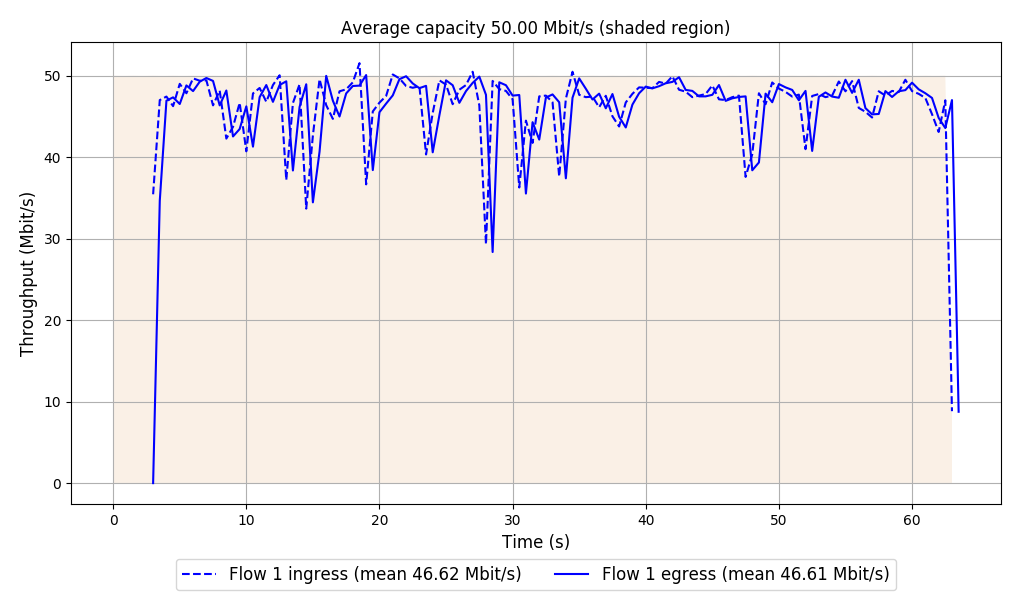 Average capacity 50.00 Mbit/s (shaded region)
Throughput (Mbit/s)
50
40
30
20
10
0
0 10 20 30 40 50 60
Time (s)
Flow 1 ingress (mean 46.62 Mbit/s) Flow 1 egress (mean 46.61 Mbit/s)